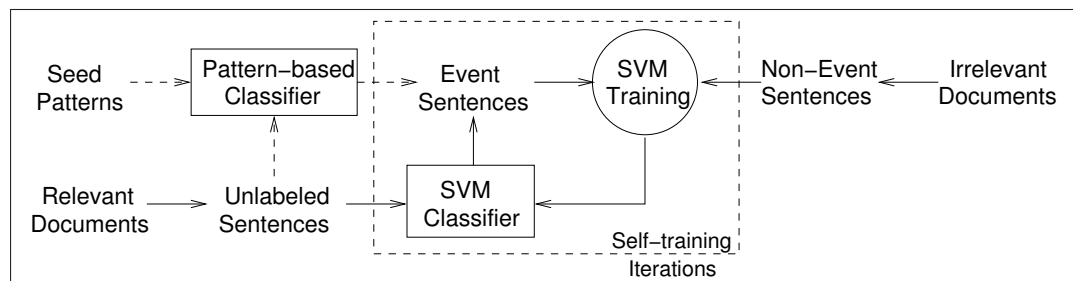 Seed
Patterns
Pattern−based
Classifier
Event
Sentences
SVM
Training
Non−Event
Sentences
Irrelevant
Documents
Relevant
Documents
Unlabeled
Sentences
SVM
Classifier
Self−training
Iterations